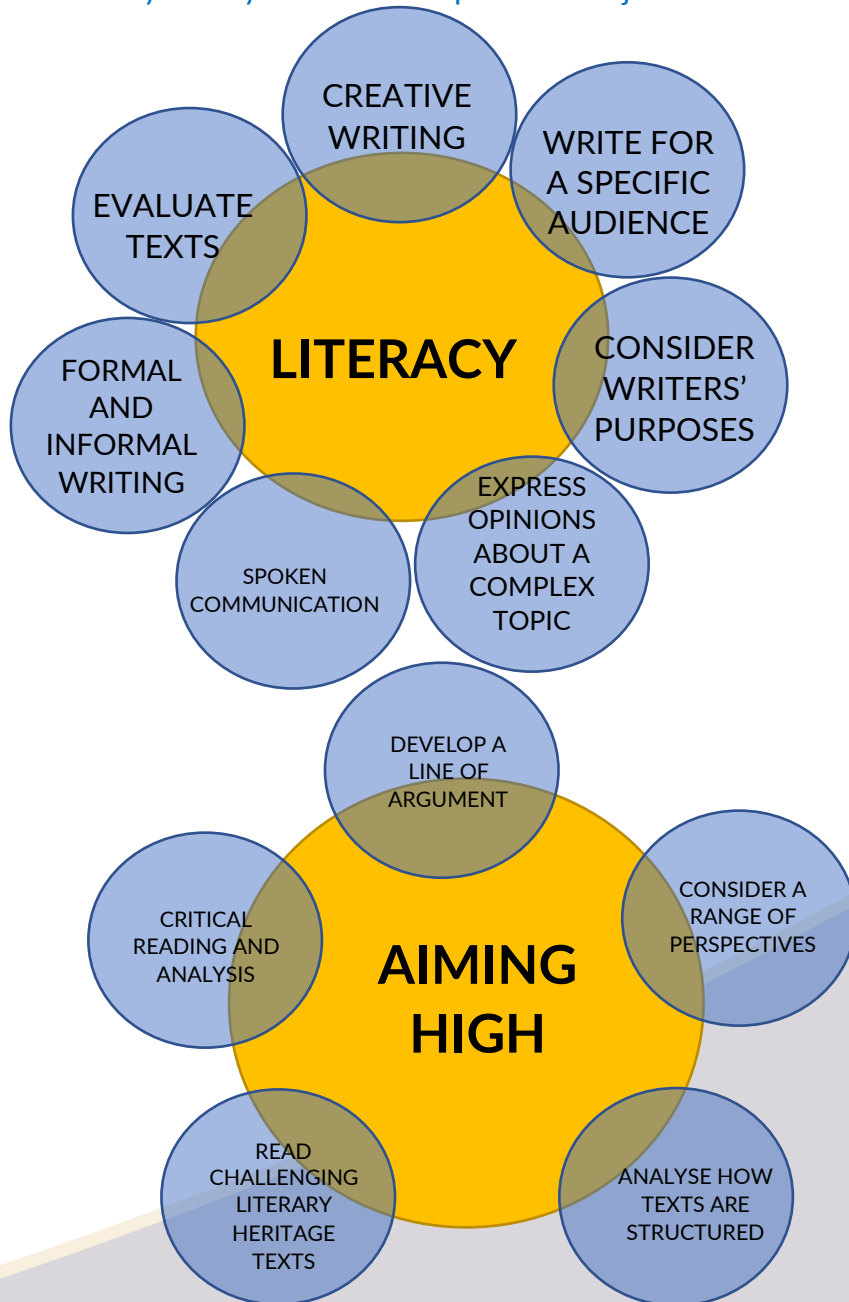 CREATIVE
WRITING
WRITE FOR
A SPECIFIC
AUDIENCE
EVALUATE
TEXTS
LITERACY
CONSIDER
WRITERS'
PURPOSES
FORMAL
AND
INFORMAL
WRITING
EXPRESS
OPINIONS
ABOUT A
COMPLEX
TOPIC
SPOKEN
COMMUNICATION
DEVELOP A
LINE OF
ARGUMENT
CONSIDER A
RANGE OF
PERSPECTIVES
CRITICAL
READING AND
ANALYSIS
AIMING
HIGH
READ
CHALLENGING
LITERARY
HERITAGE
TEXTS
ANALYSE HOW
TEXTS ARE
STRUCTURED